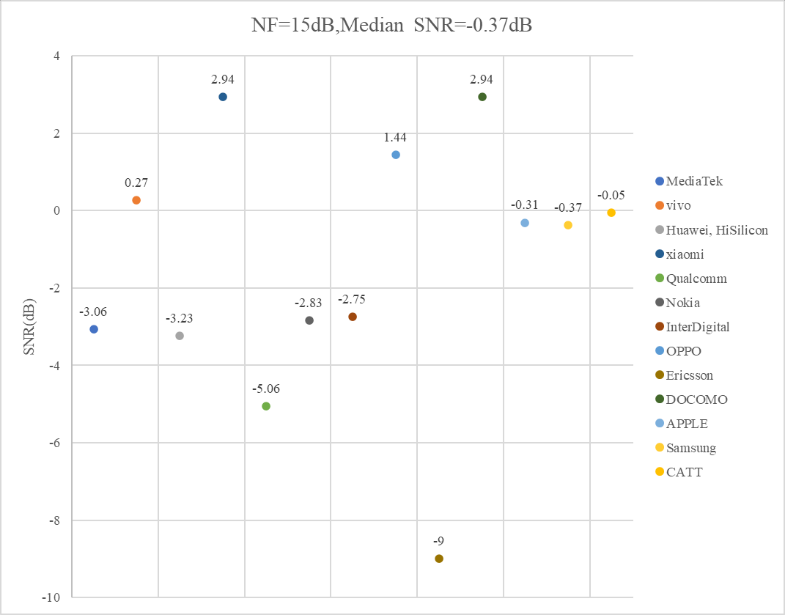 NF=15dB,Median SNR=-0.37dB
4
2
0
-2
-4
-6
-8
-10
SNR(dB)
-3.06
0.27
-3.23
2.94
-5.06
-2.83
-2.75
1.44
-9
2.94
-0.31
-0.37
-0.05
MediaTek
vivo
Huawei, HiSilicon
xiaomi
Qualcomm
Nokia
InterDigital
OPPO
Ericsson
DOCOMO
APPLE
Samsung
CATT